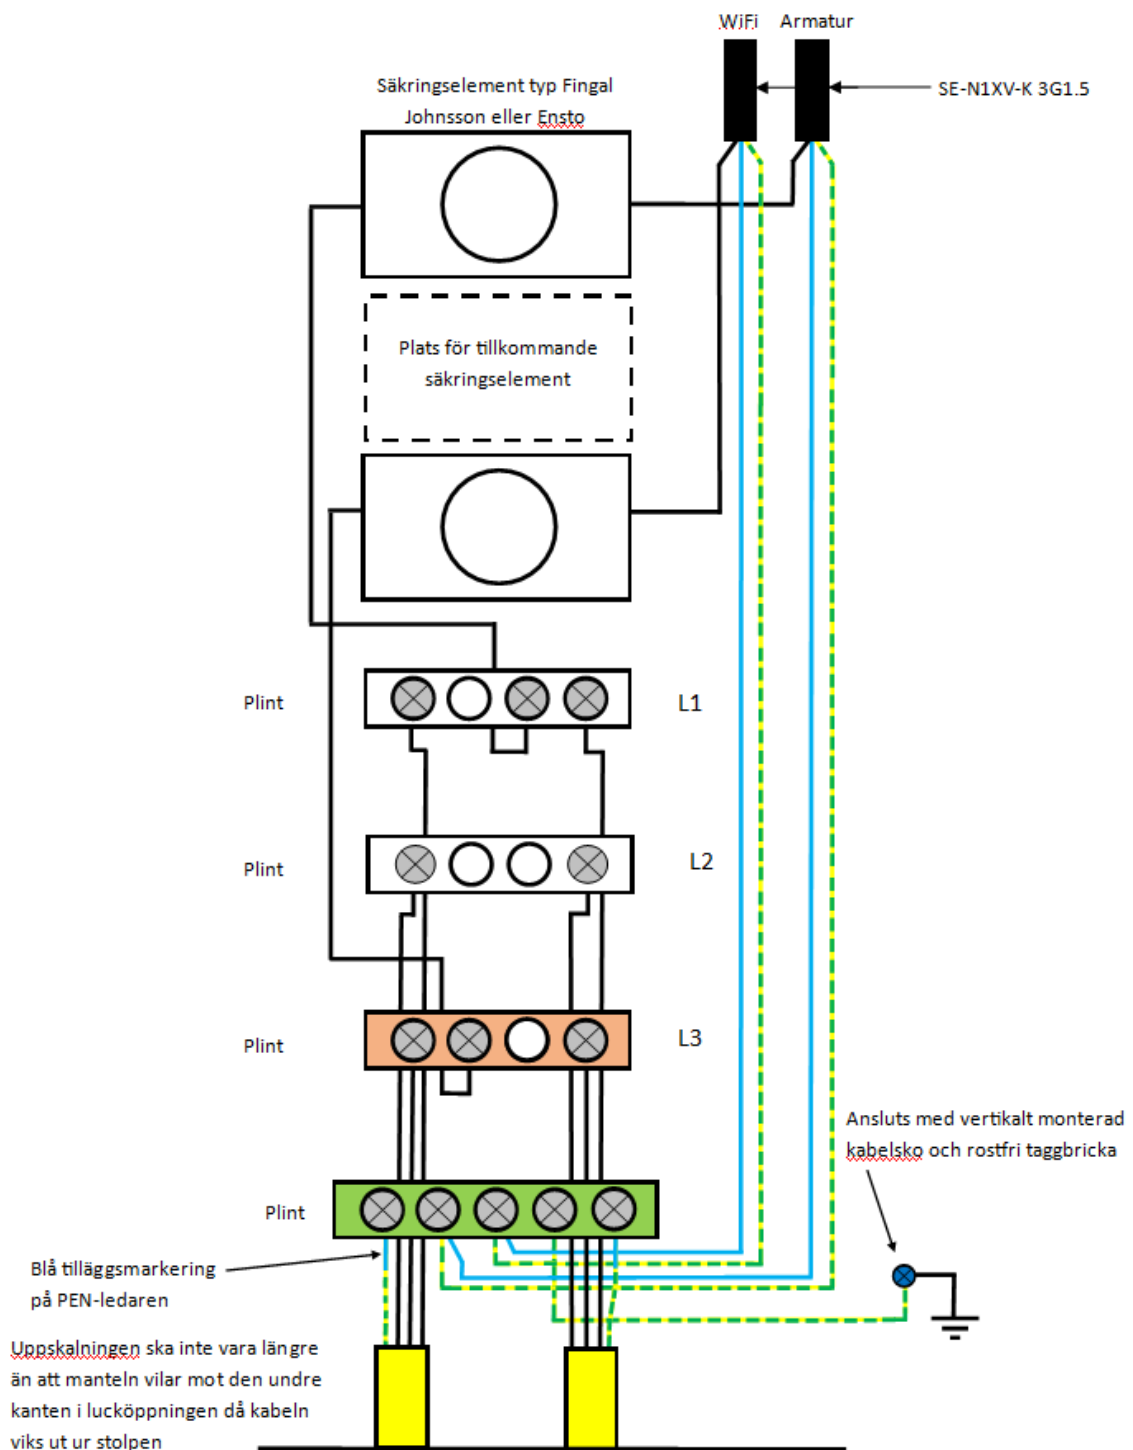 WiFi
Armatur
Säkringselement typ Fingal
Johnsson eller Ensto
SE-N1XV-K 3G1.5
Plats för tillkommande
säkringselement
Plint
L1
Plint
L2
Plint
L3
Ansluts med vertikalt monterad
kabelsko och rostfri taggbricka
Plint
Blå tilläggsmarkering
på PEN-ledaren
Uppskalningen ska inte vara längre
än att manteln vilar mot den undre
kanten i lucköppningen då kabeln
viks ut ur stolpen